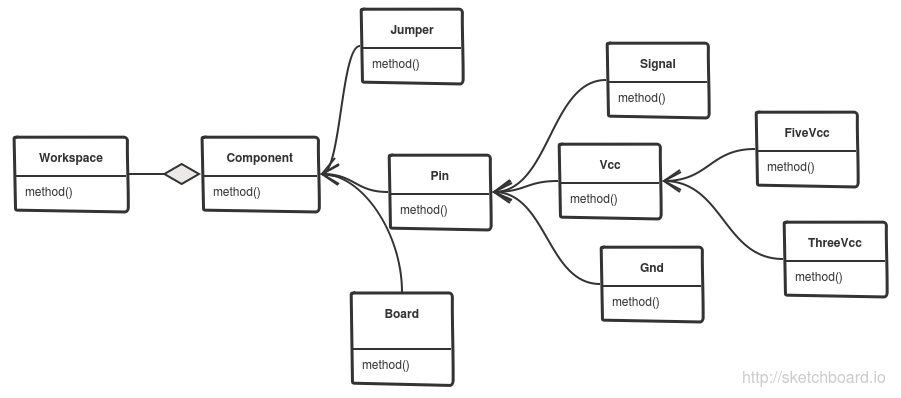 Jumper
method()
Signal
method()
FiveVcc
method()
Workspace
method()
Component
method()
Pin
method()
Vcc
method()
ThreeVcc
method()
Gnd
method()
Board
method()
http://sketchboard.io